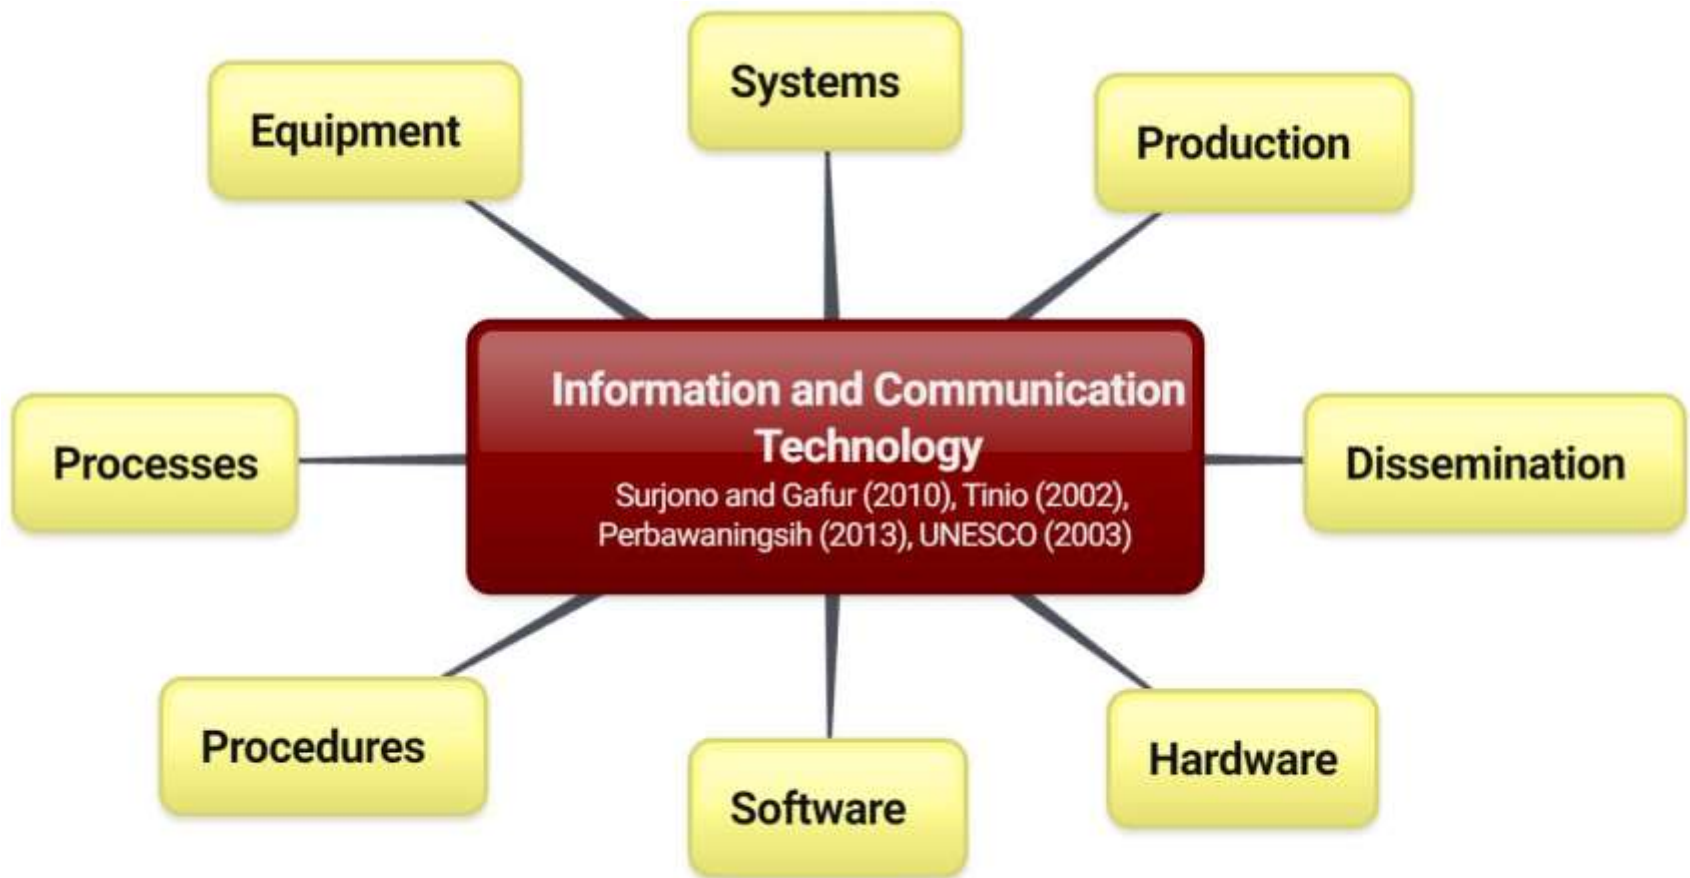 Systems
Equipment
Production
Information and Communication
Technology
Surjono and Gafur (2010), Tinio (2002),
Perbawaningsih (2013), UNESCO (2003)
Processes
Dissemination
Procedures
Software
Hardware